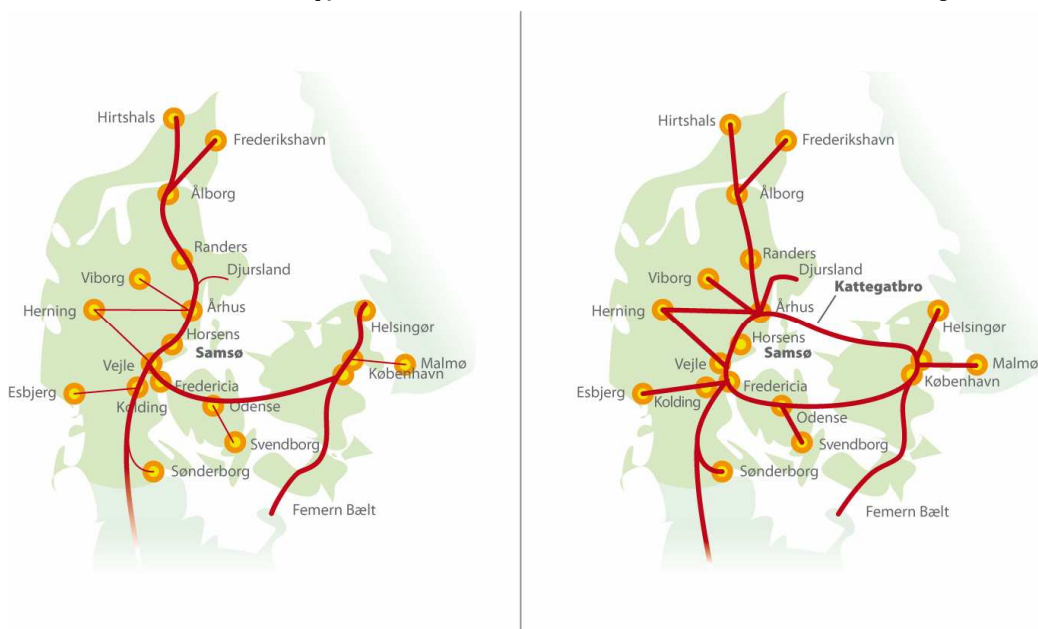 Hirtshals
Frederikshavn
Ålborg
Randers
Viborg
Djursland
Herning
Århus
Helsingør
Horsens
Samsø
Vejle
Malmø
København
Fredericia
Esbjerg
Kolding
Odense
Svendborg
Sønderborg
Femern Bælt
Hirtshals
Frederikshavn
Ålborg
Randers
Viborg
Djursland
Kattegatbro
Herning
Århus
Helsingør
Horsens
Samsø
Vejle
Malmø
København
Fredericia
Esbjerg
Kolding
Odense
Svendborg
Sønderborg
Femern Bælt